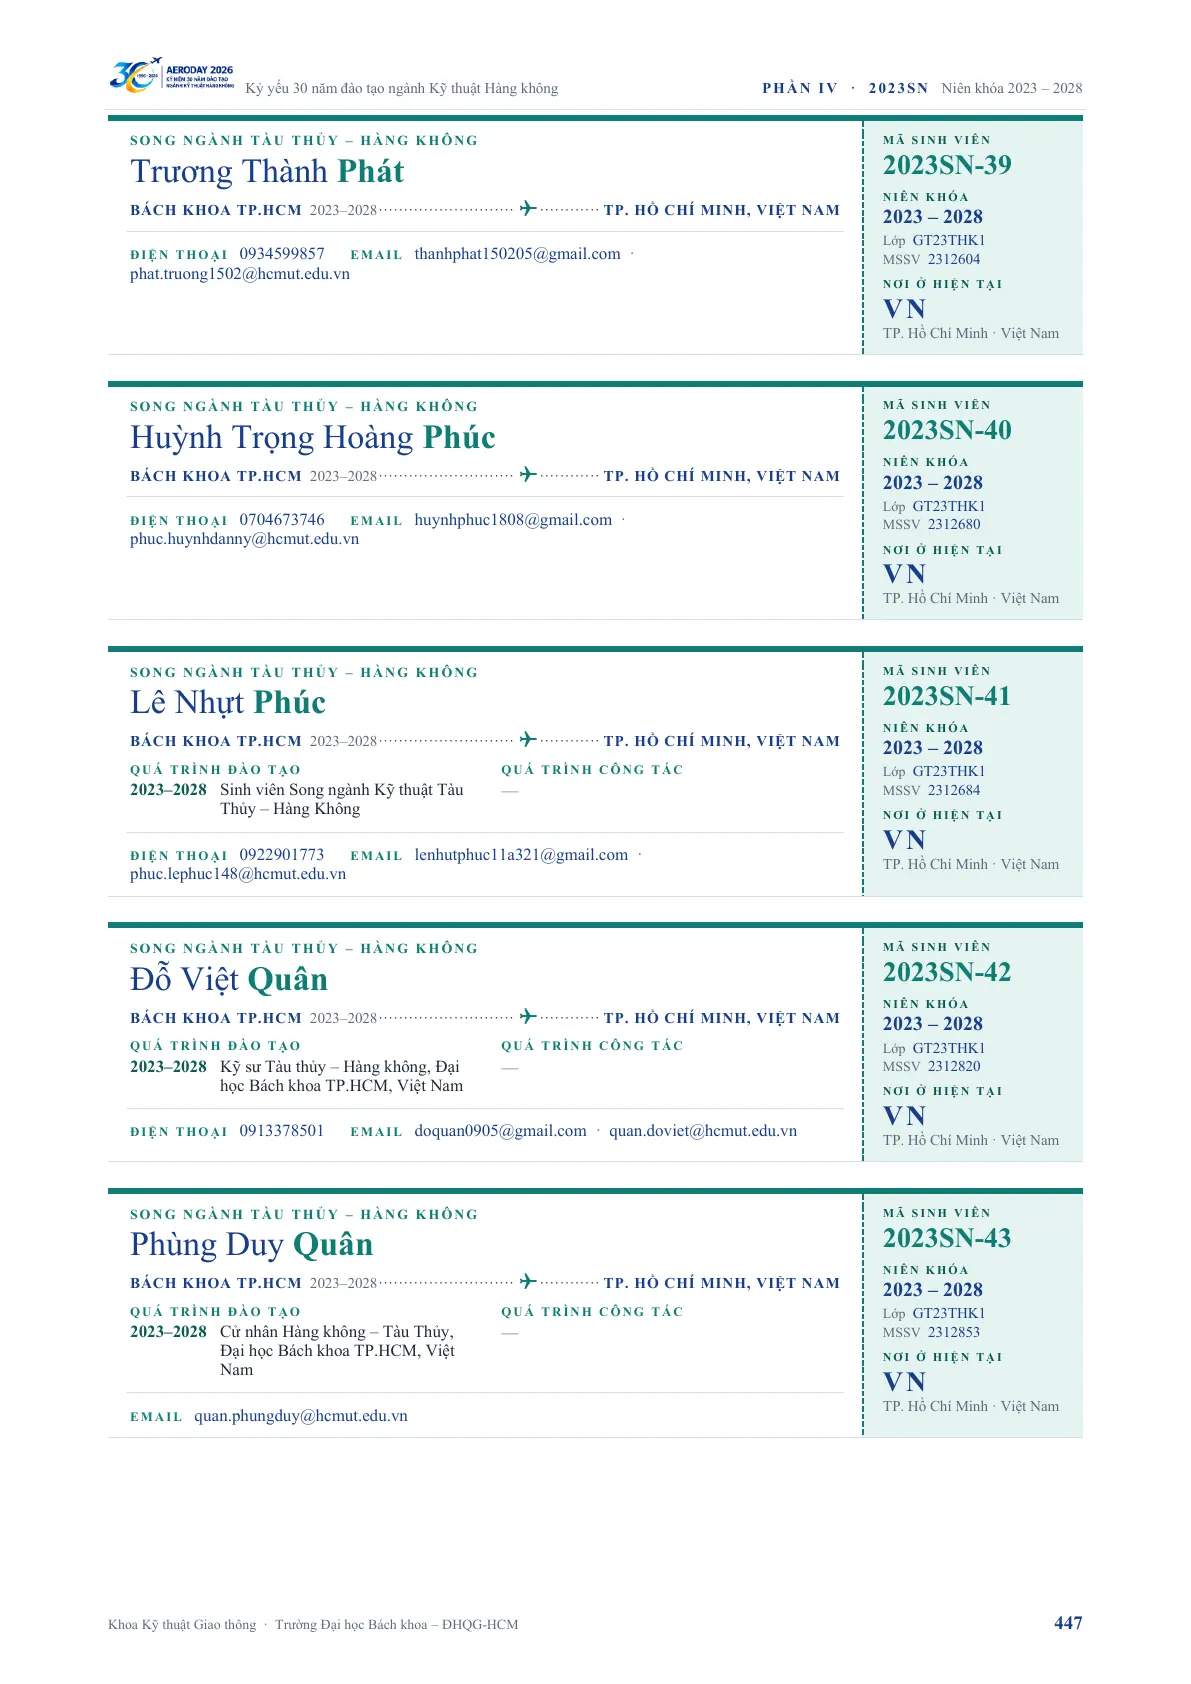 30
1996 - 2026
AERODAY 2026
KỶ NIỆM 30 NĂM ĐÀO TẠO
NGÀNH KỸ THUẬT HÀNG KHÔNG
Kỷ yếu 30 năm đào tạo ngành Kỹ thuật Hàng không
PHẦN IV · 2023SN Niên khóa 2023 – 2028
SONG NGÀNH TÀU THỦY – HÀNG KHÔNG
Trương Thành Phát
BÁCH KHOA TP.HCM 2023–2028 TP. HỒ CHÍ MINH, VIỆT NAM
ĐIỆN THOẠI 0934599857 EMAIL thanhphat150205@gmail.com ·
phat.truong1502@hcmut.edu.vn
MÃ SINH VIÊN
2023SN-39
NIÊN KHÓA
2023 – 2028
Lớp GT23THK1
MSSV 2312604
NƠI Ở HIỆN TẠI
VN
TP. Hồ Chí Minh · Việt Nam
SONG NGÀNH TÀU THỦY – HÀNG KHÔNG
Huỳnh Trọng Hoàng Phúc
BÁCH KHOA TP.HCM 2023–2028 TP. HỒ CHÍ MINH, VIỆT NAM
ĐIỆN THOẠI 0704673746 EMAIL huynhphuc1808@gmail.com ·
phuc.huynhdanny@hcmut.edu.vn
MÃ SINH VIÊN
2023SN-40
NIÊN KHÓA
2023 – 2028
Lớp GT23THK1
MSSV 2312680
NƠI Ở HIỆN TẠI
VN
TP. Hồ Chí Minh · Việt Nam
SONG NGÀNH TÀU THỦY – HÀNG KHÔNG
Lê Nhựt Phúc
BÁCH KHOA TP.HCM 2023–2028 TP. HỒ CHÍ MINH, VIỆT NAM
QUÁ TRÌNH ĐÀO TẠO
2023–2028 Sinh viên Song ngành Kỹ thuật Tàu
Thủy – Hàng Không
QUÁ TRÌNH CÔNG TÁC
—
ĐIỆN THOẠI 0922901773 EMAIL lenhutphuc11a321@gmail.com ·
phuc.lephuc148@hcmut.edu.vn
MÃ SINH VIÊN
2023SN-41
NIÊN KHÓA
2023 – 2028
Lớp GT23THK1
MSSV 2312684
NƠI Ở HIỆN TẠI
VN
TP. Hồ Chí Minh · Việt Nam
SONG NGÀNH TÀU THỦY – HÀNG KHÔNG
Đỗ Việt Quân
BÁCH KHOA TP.HCM 2023–2028 TP. HỒ CHÍ MINH, VIỆT NAM
QUÁ TRÌNH ĐÀO TẠO
2023–2028 Kỹ sư Tàu thủy – Hàng không, Đại
học Bách khoa TP.HCM, Việt Nam
QUÁ TRÌNH CÔNG TÁC
—
ĐIỆN THOẠI 0913378501 EMAIL doquan0905@gmail.com · quan.doviet@hcmut.edu.vn
MÃ SINH VIÊN
2023SN-42
NIÊN KHÓA
2023 – 2028
Lớp GT23THK1
MSSV 2312820
NƠI Ở HIỆN TẠI
VN
TP. Hồ Chí Minh · Việt Nam
SONG NGÀNH TÀU THỦY – HÀNG KHÔNG
Phùng Duy Quân
BÁCH KHOA TP.HCM 2023–2028 TP. HỒ CHÍ MINH, VIỆT NAM
QUÁ TRÌNH ĐÀO TẠO
2023–2028 Cử nhân Hàng không – Tàu Thủy,
Đại học Bách khoa TP.HCM, Việt
Nam
QUÁ TRÌNH CÔNG TÁC
—
EMAIL quan.phungduy@hcmut.edu.vn
MÃ SINH VIÊN
2023SN-43
NIÊN KHÓA
2023 – 2028
Lớp GT23THK1
MSSV 2312853
NƠI Ở HIỆN TẠI
VN
TP. Hồ Chí Minh · Việt Nam
Khoa Kỹ thuật Giao thông · Trường Đại học Bách khoa – ĐHQG-HCM
447